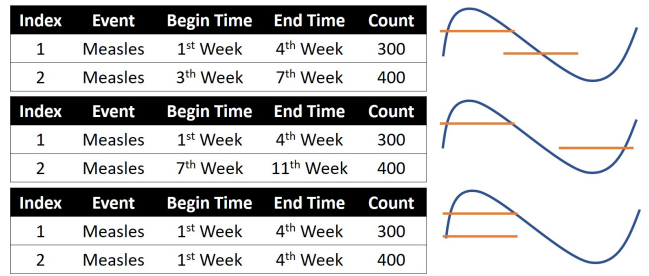 Index Event Begin Time End Time Count
1 Measles 1st Week 4th Week 300
2 Measles 3rd Week 7th Week 400
Index Event Begin Time End Time Count
1 Measles 1st Week 4th Week 300
2 Measles 7th Week 11th Week 400
Index Event Begin Time End Time Count
1 Measles 1st Week 4th Week 300
2 Measles 1st Week 4th Week 400